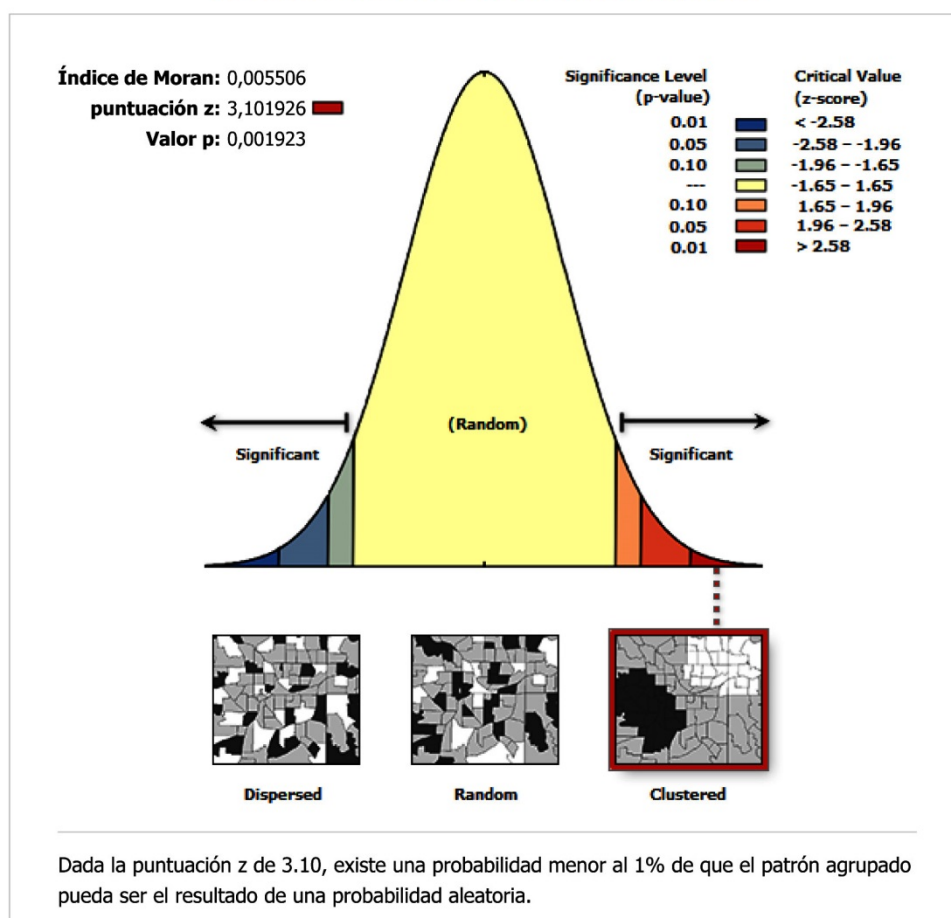 Índice de Moran: 0,005506
puntuación z: 3,101926
Valor p: 0,001923
Significance Level Critical Value
(p-value) (z-score)
0.01 < -2.58
0.05 -2.58 – -1.96
0.10 -1.96 – -1.65
--- -1.65 – 1.65
0.10 1.65 – 1.96
0.05 1.96 – 2.58
0.01 > 2.58
(Random)
Significant Significant
Dispersed Random Clustered
Dada la puntuación z de 3.10, existe una probabilidad menor al 1% de que el patrón agrupado
pueda ser el resultado de una probabilidad aleatoria.